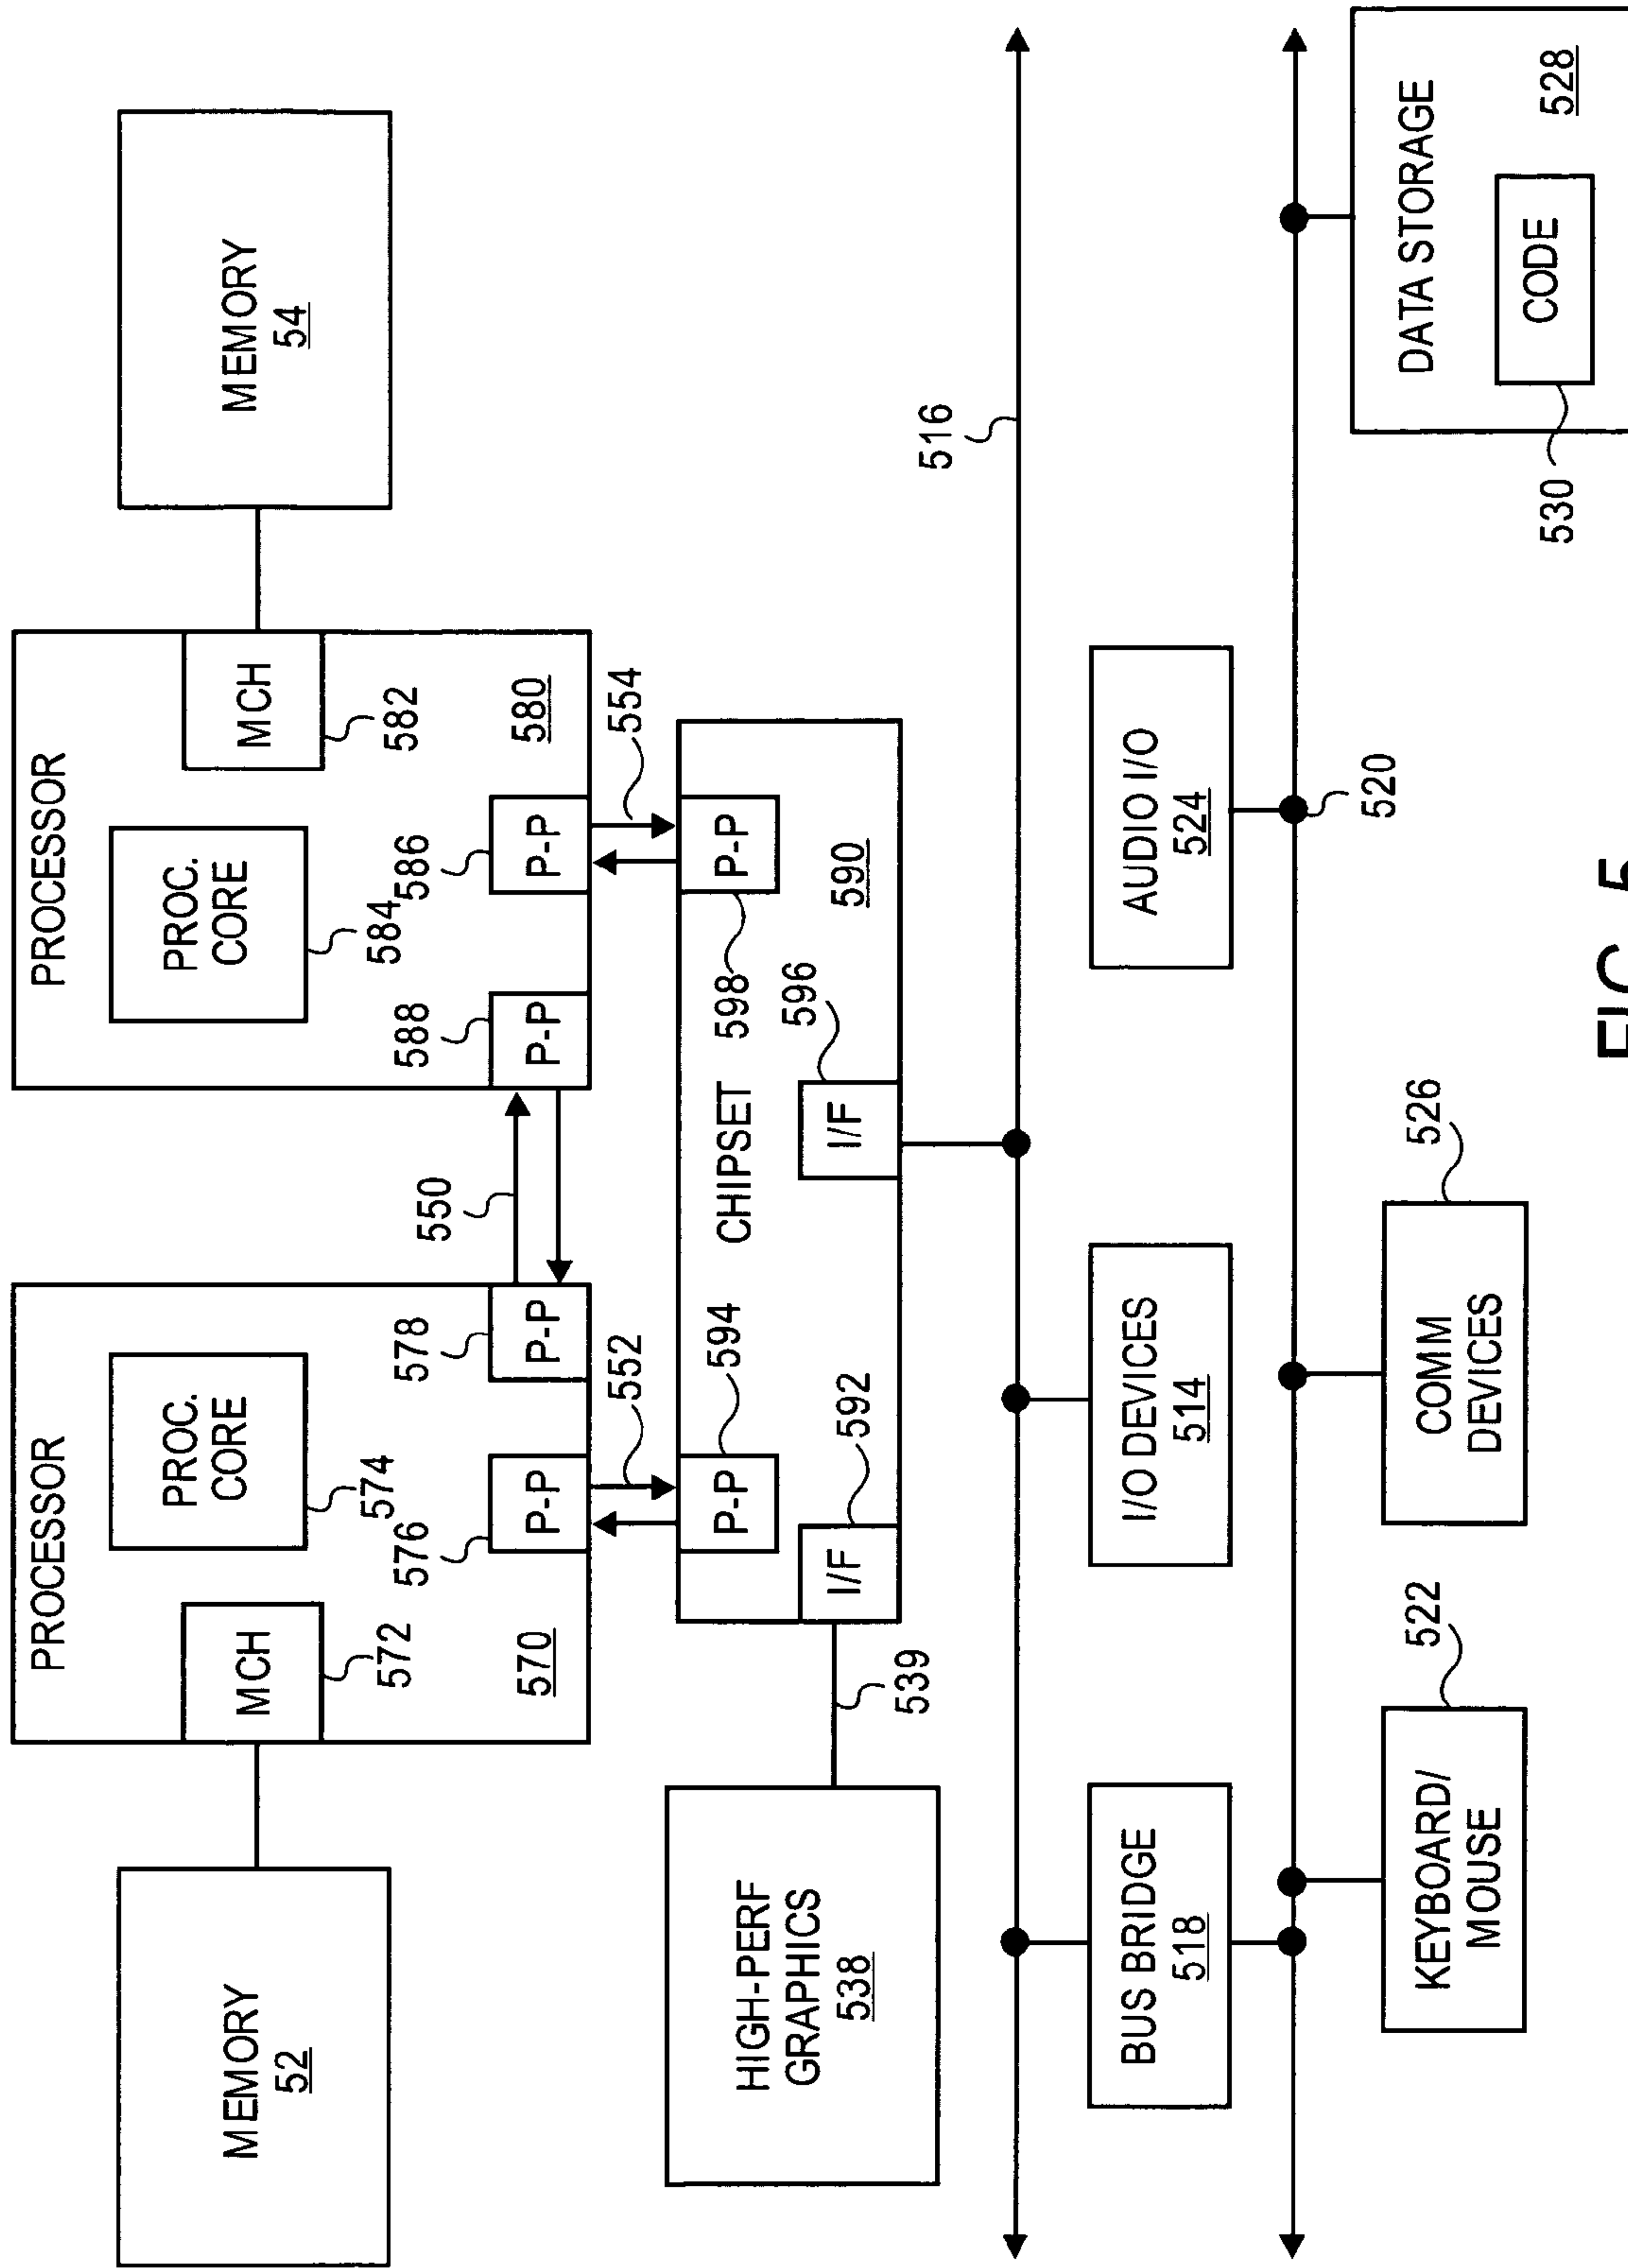 PROCESSOR
PROCESSOR
MEMORY
52
MCH
572
PROC.
CORE
574
570
576
P-P
578
P-P
550
588
P-P
PROC.
CORE
584
586
P-P
MCH
582
580
MEMORY
54
552
554
HIGH-PERF
GRAPHICS
538
539
P-P
594
I/F
592
CHIPSET
P-P
598
I/F
596
590
516
BUS BRIDGE
518
I/O DEVICES
514
AUDIO I/O
524
520
KEYBOARD/
MOUSE
522
COMM
DEVICES
526
DATA STORAGE
CODE
528
530
FIG. 5